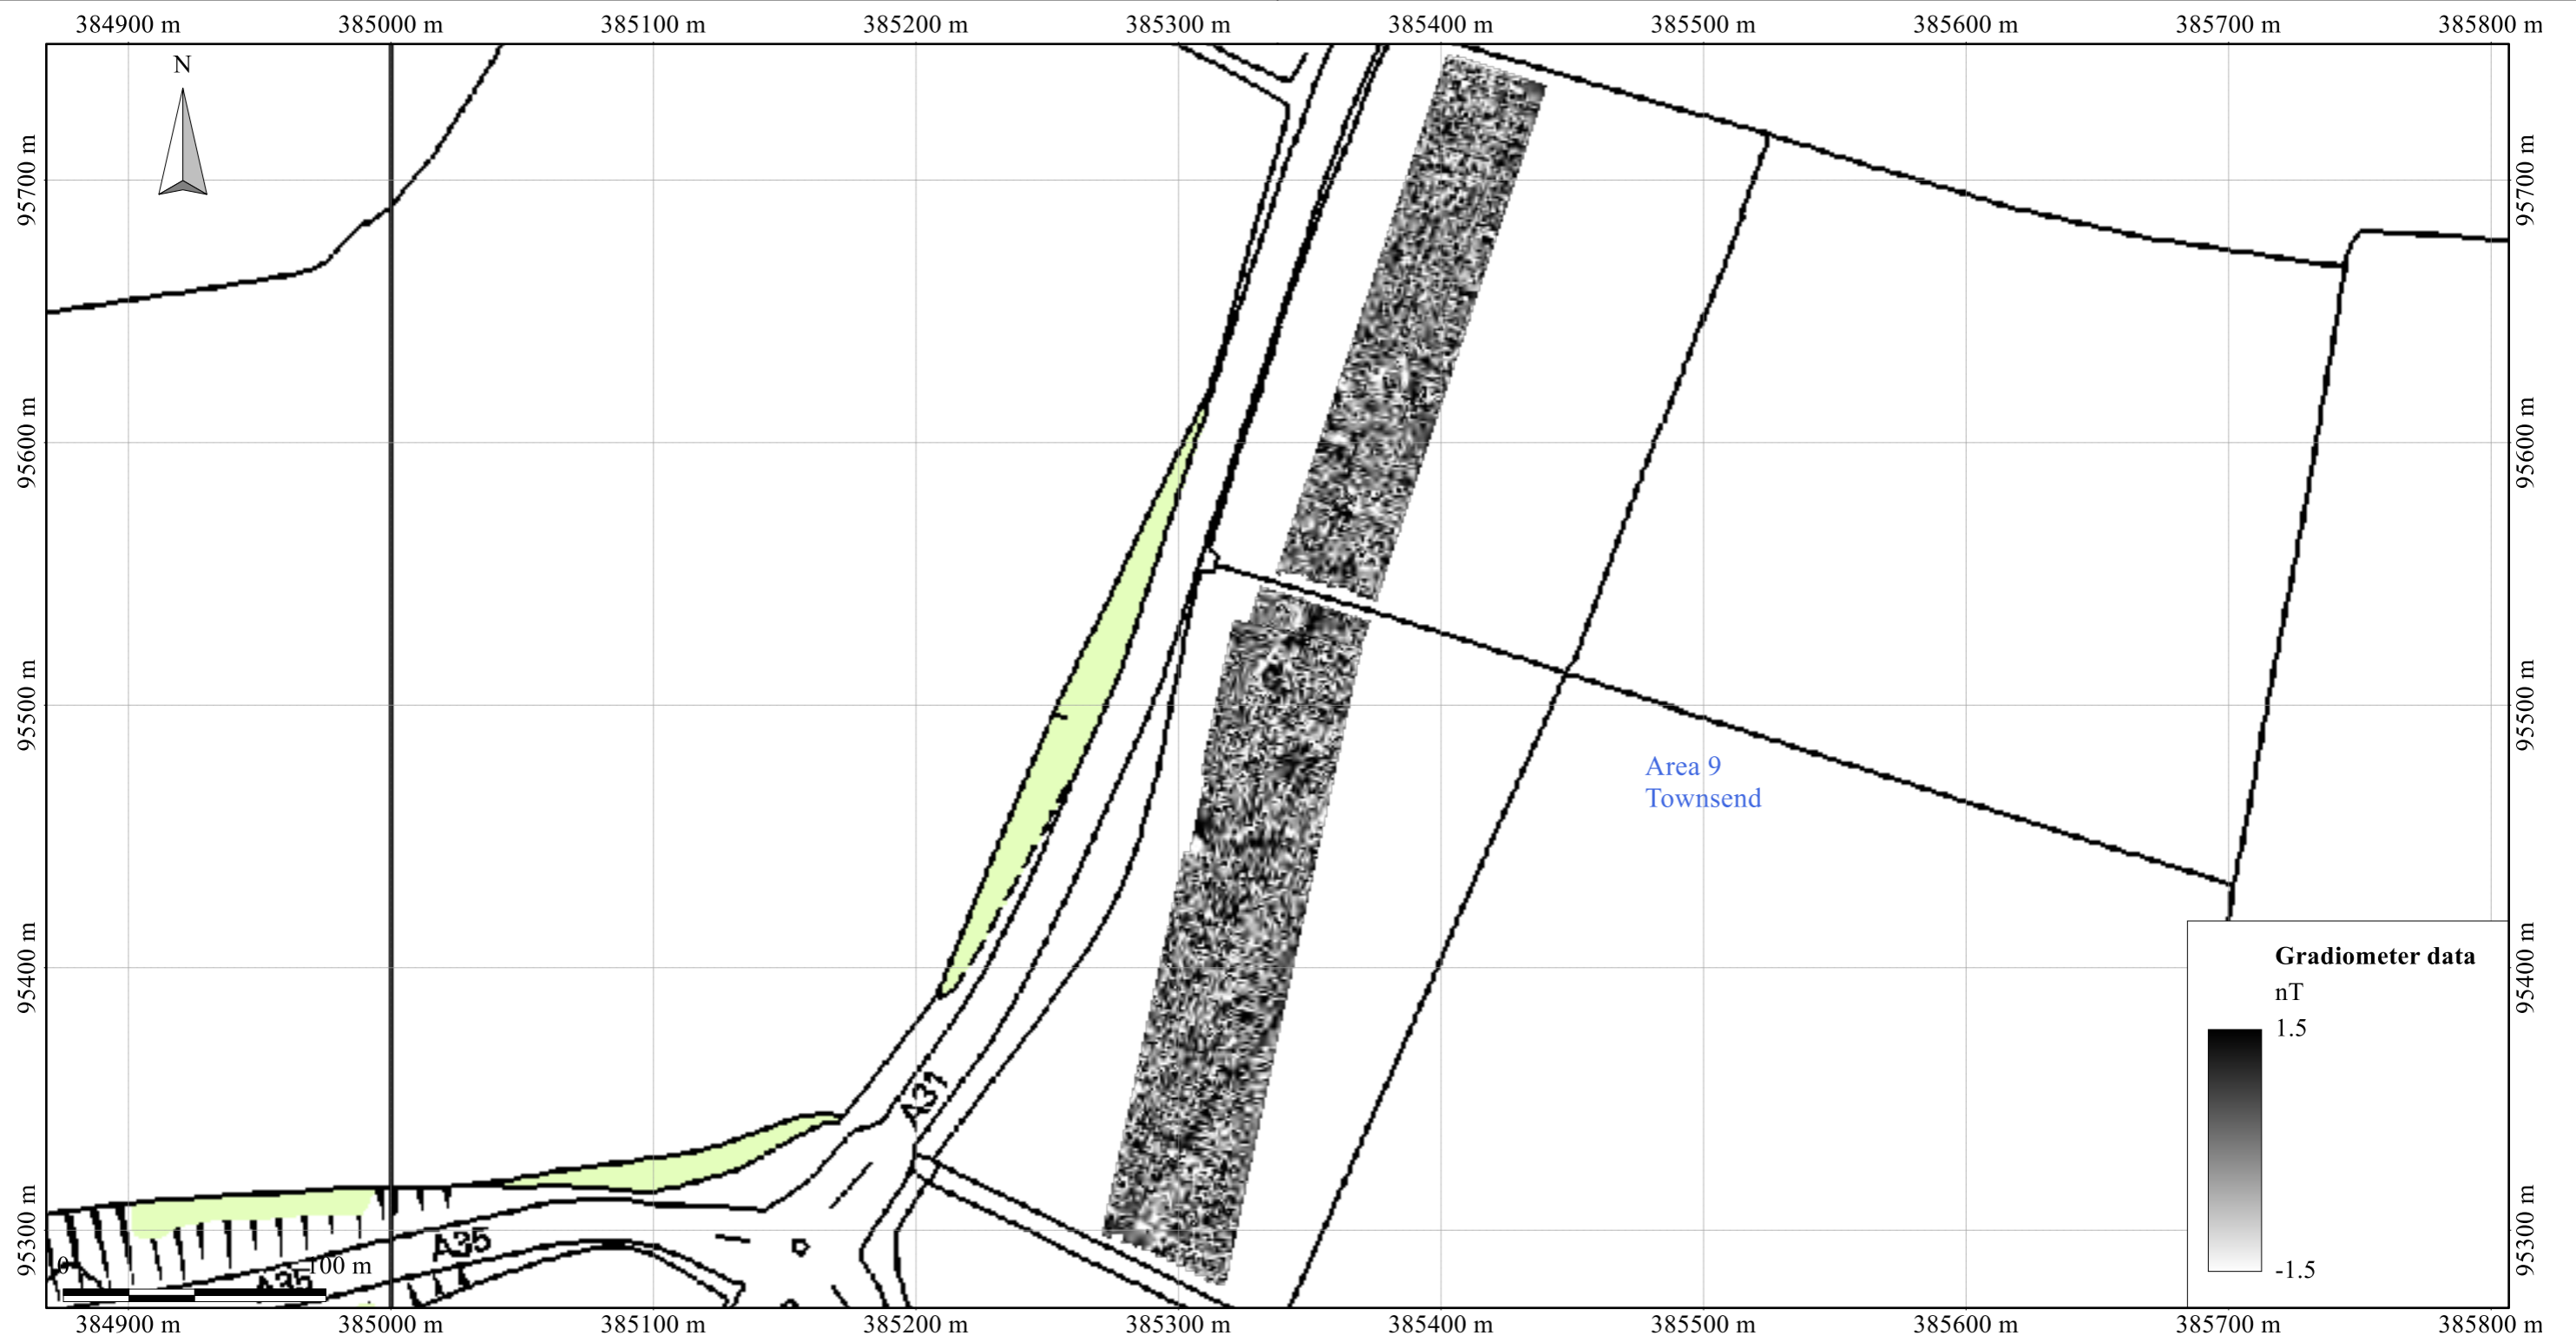 384900 m 385000 m 385100 m 385200 m 385300 m 385400 m 385500 m 385600 m 385700 m 385800 m
N
95700 m 95700 m
95600 m 95600 m
95500 m 95500 m
Area 9
Townsend
95400 m 95400 m
Gradiometer data
nT
1.5
A31
95300 m 95300 m
A35
0 100 m
A35
-1.5
384900 m 385000 m 385100 m 385200 m 385300 m 385400 m 385500 m 385600 m 385700 m 385800 m